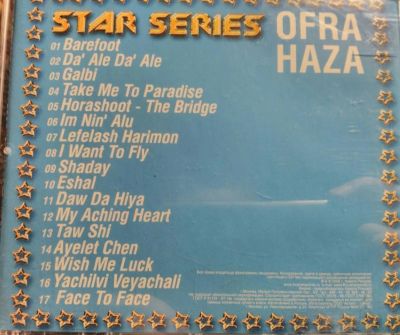 STAR SERIES
OFRA
HAZA
01 Barefoot
02 Da' Ale Da' Ale
03 Galbi
04 Take Me To Paradise
05 Horashoot - The Bridge
06 Im Nin' Alu
07 Lefelash Harimon
08 I Want To Fly
09 Shaday
10 Eshal
11 Daw Da Hiya
12 My Aching Heart
13 Taw Shi
14 Ayelet Chen
15 Wish Me Luck
16 Yachilvi Veyachali
17 Face To Face